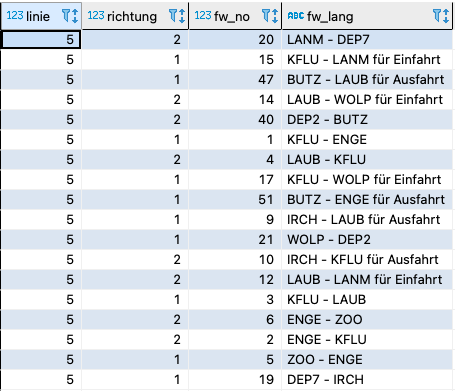 123 linie 123 richtung 123 fw_no ABC fw_lang
5 2 20 LANM - DEP7
5 1 15 KFLU - LANM für Einfahrt
5 1 47 BUTZ - LAUB für Ausfahrt
5 2 14 LAUB - WOLP für Einfahrt
5 2 40 DEP2 - BUTZ
5 1 1 KFLU - ENGE
5 2 4 LAUB - KFLU
5 1 17 KFLU - WOLP für Einfahrt
5 1 51 BUTZ - ENGE für Ausfahrt
5 1 9 IRCH - LAUB für Ausfahrt
5 1 21 WOLP - DEP2
5 2 10 IRCH - KFLU für Ausfahrt
5 2 12 LAUB - LANM für Einfahrt
5 1 3 KFLU - LAUB
5 2 6 ENGE - ZOO
5 2 2 ENGE - KFLU
5 1 5 ZOO - ENGE
5 1 19 DEP7 - IRCH